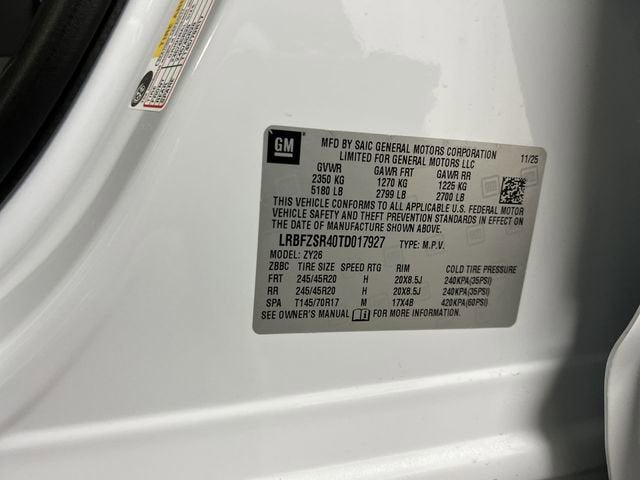 GM
MFD BY SAIC GENERAL MOTORS CORPORATION
LIMITED FOR GENERAL MOTORS LLC
11/25
GVWR GAWR FRT GAWR RR
2350 KG 1270 KG 1225 KG
5180 LB 2799 LB 2700 LB
THIS VEHICLE CONFORMS TO ALL APPLICABLE U.S. FEDERAL MOTOR
VEHICLE SAFETY AND THEFT PREVENTION STANDARDS IN EFFECT ON
THE DATE OF MANUFACTURE SHOWN ABOVE.
LRBFZSR40TD017927 TYPE: M.P.V.
MODEL: ZY26
ZBBC TIRE SIZE SPEED RTG RIM COLD TIRE PRESSURE
FRT 245/45R20 H 20X8.5J 240KPA(35PSI)
RR 245/45R20 H 20X8.5J 240KPA(35PSI)
SPA T145/70R17 M 17X4B 420KPA(60PSI)
SEE OWNER'S MANUAL FOR MORE INFORMATION.